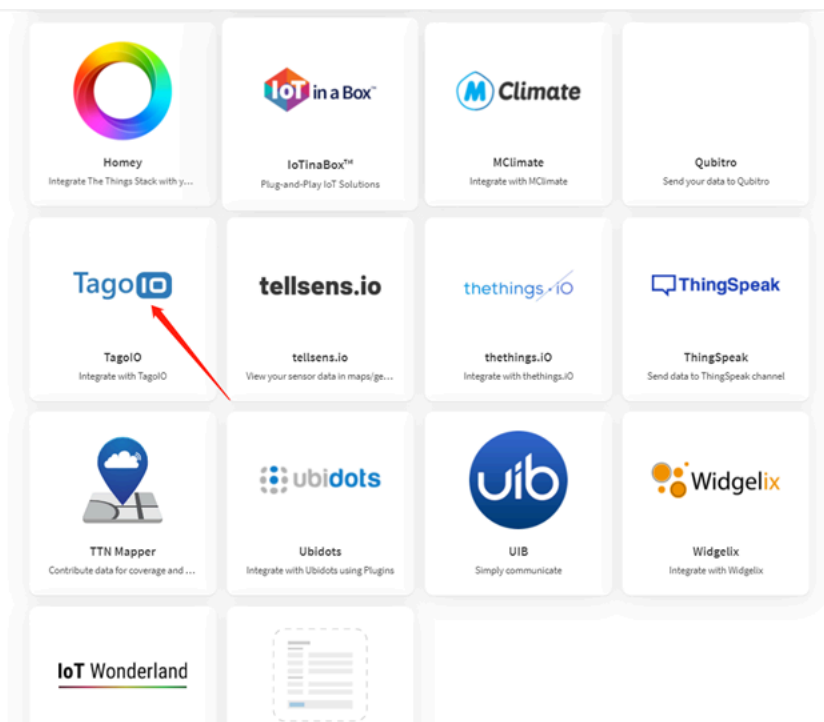 IoT in a Box™
M Climate
Homey
Integrate The Things Stack with y...
IoTinaBox™
Plug-and-Play IoT Solutions
MClimate
Integrate with MClimate
Qubitro
Send your data to Qubitro
TagoIO
tellsens.io
thethings.iO
ThingSpeak
TagoIO
Integrate with TagoIO
tellsens.io
View your sensor data in maps/ge...
thethings.iO
Integrate with thethings.iO
ThingSpeak
Send data to ThingSpeak channel
ubidots
uib
Widgelix
TTN Mapper
Contribute data for coverage and ...
Ubidots
Integrate with Ubidots using Plugins
UIB
Simply communicate
Widgelix
Integrate with Widgelix
IoT Wonderland